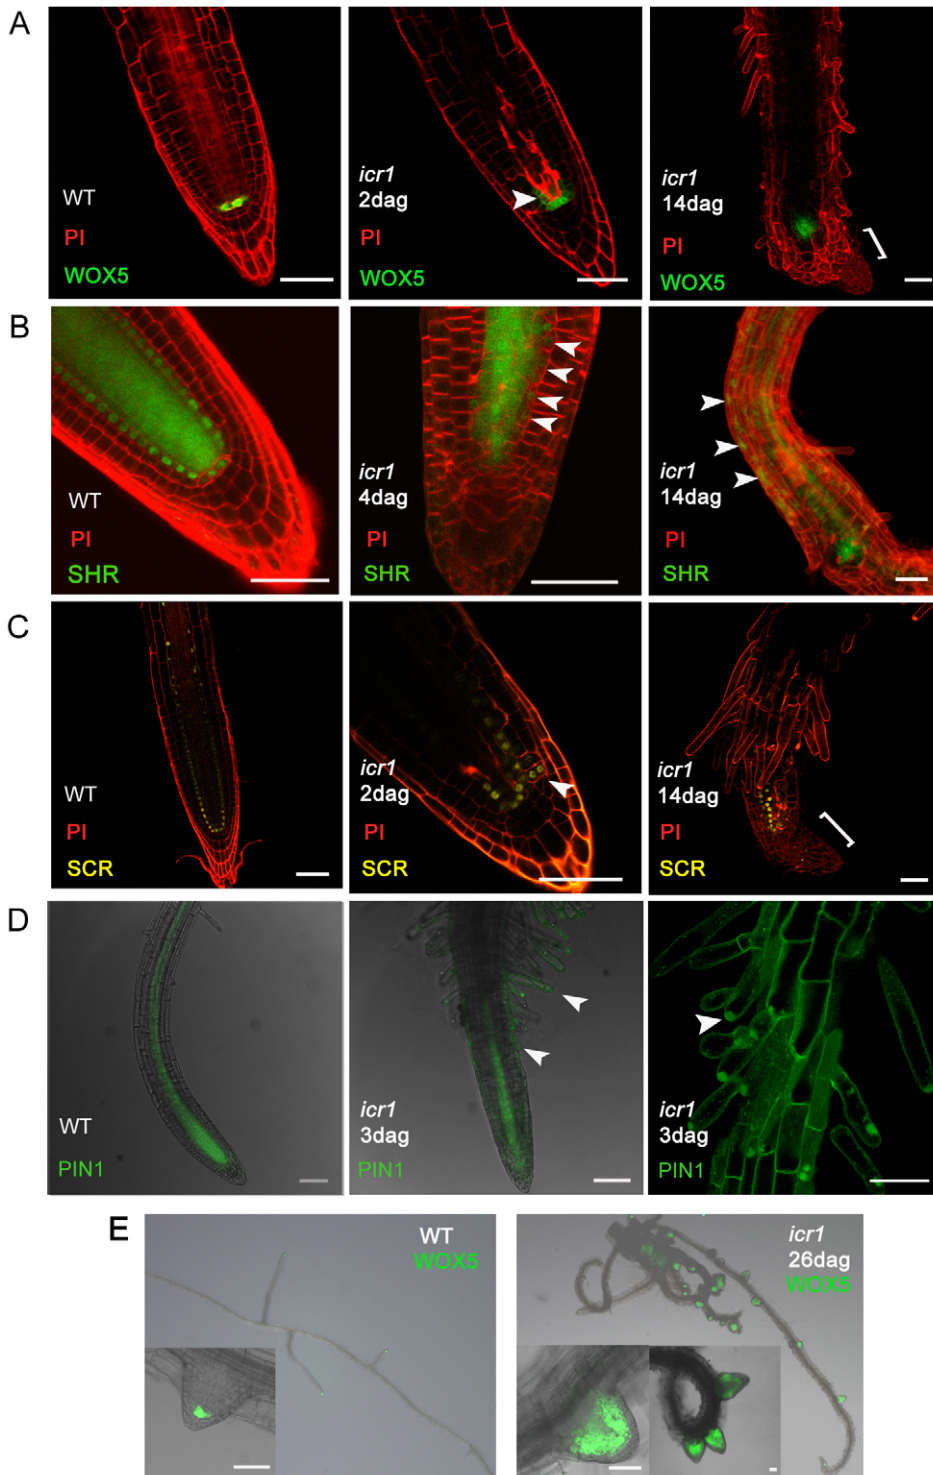 A
WT
PI
WOX5
icr1
2dag
PI
WOX5
icr1
14dag
PI
WOX5
B
WT
PI
SHR
icr1
4dag
PI
SHR
icr1
14dag
PI
SHR
C
WT
PI
SCR
icr1
2dag
PI
SCR
icr1
14dag
PI
SCR
D
WT
PIN1
icr1
3dag
PIN1
icr1
3dag
PIN1
E
WT
WOX5
icr1
26dag
WOX5